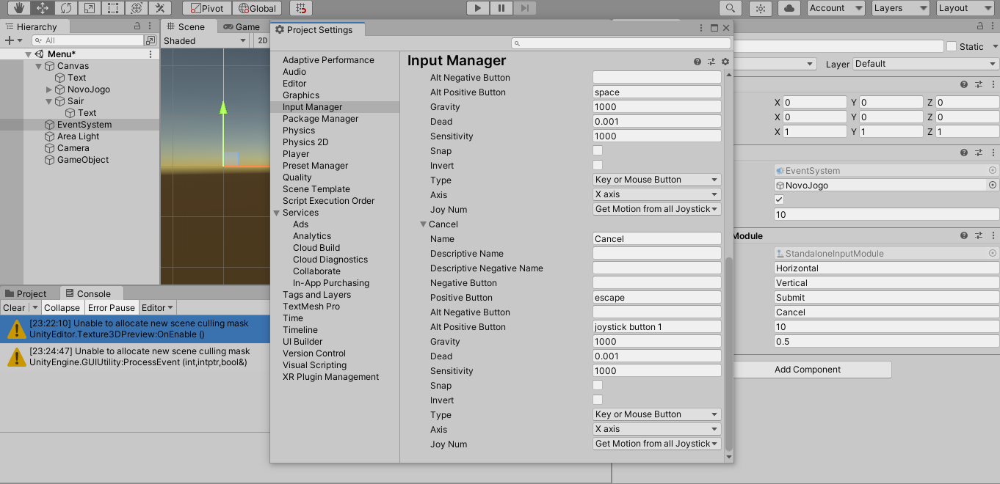 Pivot
Global
Account
Layers
Layout
Hierarchy
All
Menu*
Canvas
Text
NovoJogo
Sair
Text
EventSystem
Area Light
Camera
GameObject
Scene
Game
Shaded
2D
Project Settings
Adaptive Performance
Audio
Editor
Graphics
Input Manager
Package Manager
Physics
Physics 2D
Player
Preset Manager
Quality
Scene Template
Script Execution Order
Services
Ads
Analytics
Cloud Build
Cloud Diagnostics
Collaborate
In-App Purchasing
Tags and Layers
TextMesh Pro
Time
Timeline
UI Builder
Version Control
Visual Scripting
XR Plugin Management
Input Manager
Alt Negative Button
Alt Positive Button space
Gravity 1000
Dead 0.001
Sensitivity 1000
Snap
Invert
Type Key or Mouse Button
Axis X axis
Joy Num Get Motion from all Joystick
Cancel
Name Cancel
Descriptive Name
Descriptive Negative Name
Negative Button
Positive Button escape
Alt Negative Button
Alt Positive Button joystick button 1
Gravity 1000
Dead 0.001
Sensitivity 1000
Snap
Invert
Type Key or Mouse Button
Axis X axis
Joy Num Get Motion from all Joystick
Static
Layer Default
X 0 Y 0 Z 0
X 0 Y 0 Z 0
X 1 Y 1 Z 1
EventSystem
NovoJogo
10
Module
StandaloneInputModule
Horizontal
Vertical
Submit
Cancel
10
0.5
Add Component
Project
Console
Clear Collapse Error Pause Editor
[23:22:10] Unable to allocate new scene culling mask
UnityEditor.Texture3DPreview:OnEnable ()
[23:24:47] Unable to allocate new scene culling mask
UnityEngine.GUIUtility:ProcessEvent (int,intptr,bool&)